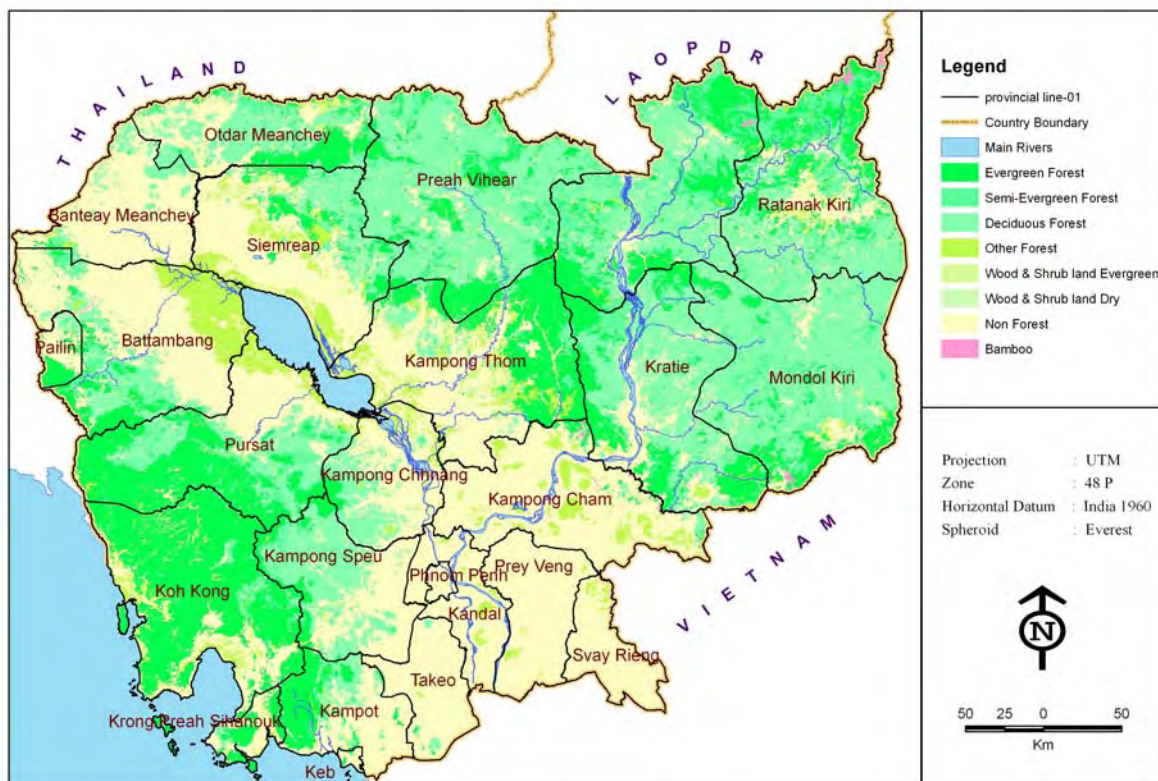 THAILAND
LAOPDR
VIETNAM
Otdar Meanchey
Preah Vihear
Banteay Meanchey
Siemreap
Ratanak Kiri
Pailin
Battambang
Kampong Thom
Kratie
Mondol Kiri
Pursat
Kampong Chhnang
Kampong Cham
Kampong Speu
Phnom Penh
Prey Veng
Koh Kong
Kandal
Svay Rieng
Takeo
Krong Preah Sihanouk
Kampot
Keb
Legend
provincial line-01
Country Boundary
Main Rivers
Evergreen Forest
Semi-Evergreen Forest
Deciduous Forest
Other Forest
Wood & Shrub land Evergreen
Wood & Shrub land Dry
Non Forest
Bamboo
Projection : UTM
Zone : 48 P
Horizontal Datum : India 1960
Spheroid : Everest
N
50 25 0 50
Km